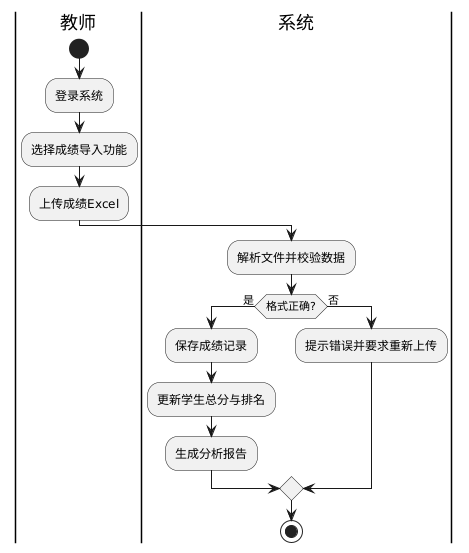 教师
系统
登录系统
选择成绩导入功能
上传成绩Excel
解析文件并校验数据
是
格式正确?
否
保存成绩记录
提示错误并要求重新上传
更新学生总分与排名
生成分析报告